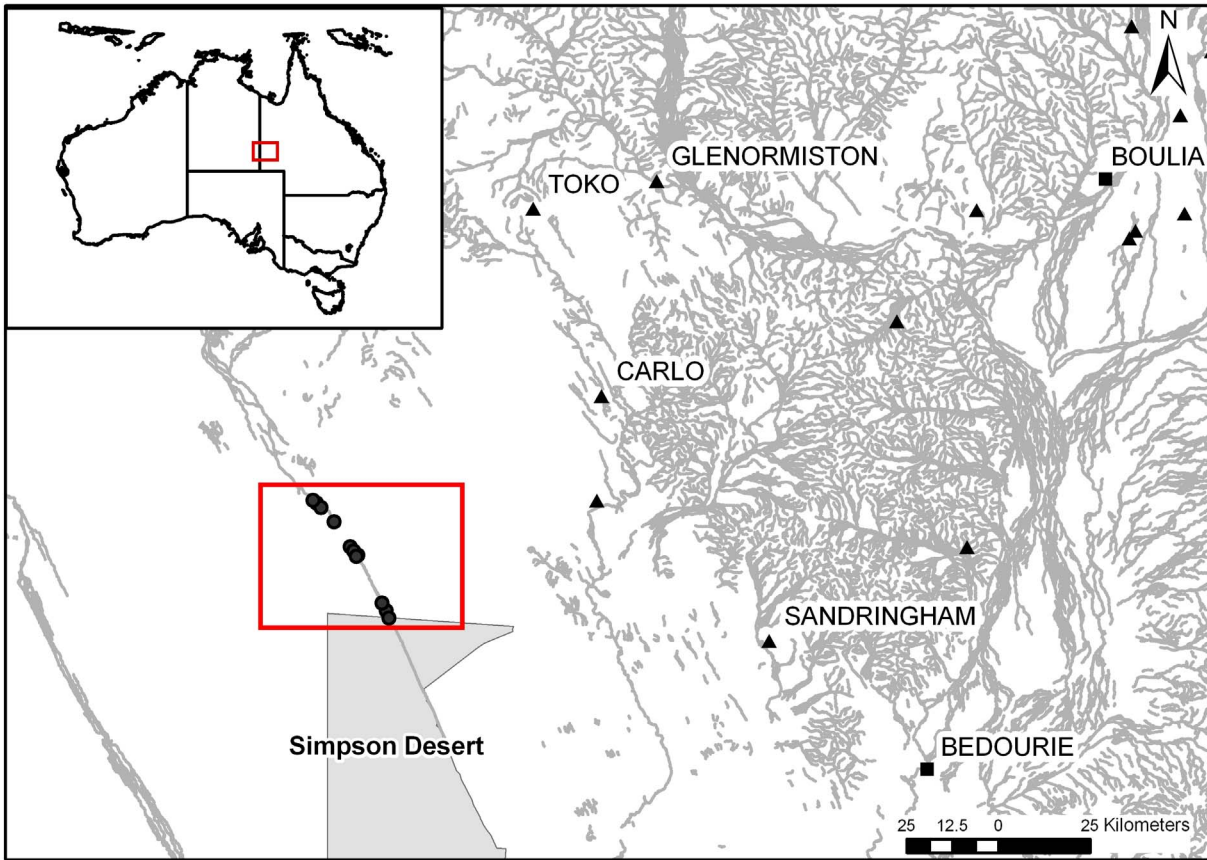 N
GLENORMISTON
BOULIA
TOKO
CARLO
SANDRINGHAM
Simpson Desert
BEDOURIE
25 12.5 0 25 Kilometers